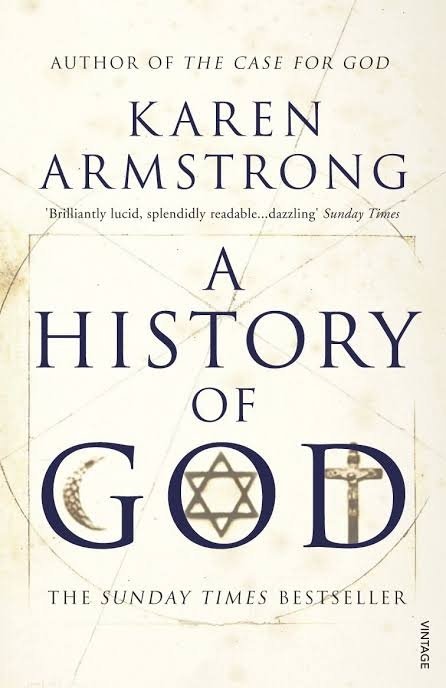 AUTHOR OF THE CASE FOR GOD
KAREN
ARMSTRONG
'Brilliantly lucid, splendidly readable...dazzling' Sunday Times
A
HISTORY
OF
GOD
THE SUNDAY TIMES BESTSELLER
VINTAGE